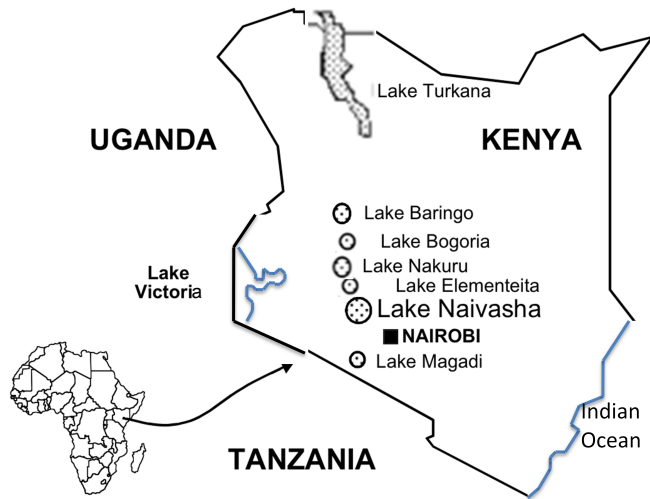 Lake Turkana
UGANDA
KENYA
Lake Baringo
Lake Bogoria
Lake Nakuru
Lake Elementeita
Lake
Victoria
Lake Naivasha
NAIROBI
Lake Magadi
Indian
Ocean
TANZANIA